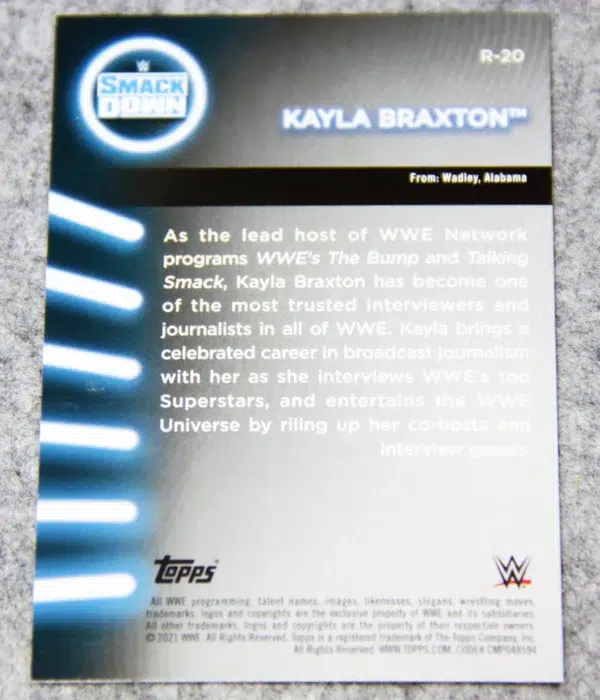 R-20
W
SMACK
DOWN
KAYLA BRAXTON™
From: Wadley, Alabama
As the lead host of WWE Network
programs WWE's The Bump and Talking
Smack, Kayla Braxton has become one
of the most trusted interviewers and
journalists in all of WWE. Kayla brings a
celebrated career in broadcast journalism
with her as she interviews WWE's top
Superstars, and entertains the WWE
Universe by riling up her co-hosts and
interview guests.
Topps®
W
All WWE programming, talent names, images, likenesses, slogans, wrestling moves,
trademarks, logos and copyrights are the exclusive property of WWE and its subsidiaries.
All other trademarks, logos and copyrights are the property of their respective owners.
© 2021 WWE. All Rights Reserved. Topps is a registered trademark of The Topps Company, Inc.
All Rights Reserved. WWW.TOPPS.COM. CODE# CMP048594